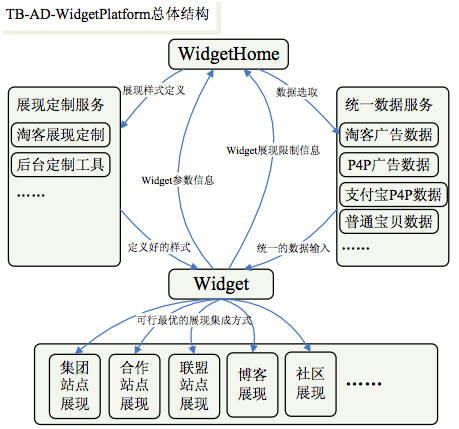 TB-AD-WidgetPlatform总体结构
WidgetHome
展现样式定义
数据选取
展现定制服务
淘客展现定制
后台定制工具
……
统一数据服务
淘客广告数据
P4P广告数据
支付宝P4P数据
普通宝贝数据
……
Widget展现限制信息
Widget参数信息
定义好的样式
统一的数据输入
Widget
可行最优的展现集成方式
集团
站点
展现
合作
站点
展现
联盟
站点
展现
博客
展现
社区
展现
……